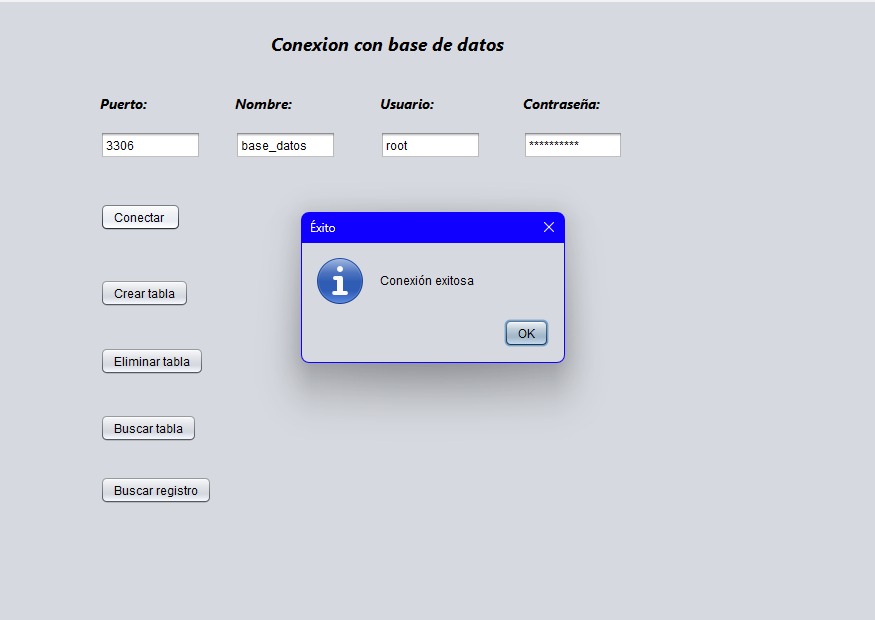 Conexion con base de datos
Puerto: Nombre: Usuario: Contraseña:
3306 base_datos root **********
Conectar
Éxito
Conexión exitosa
Crear tabla
OK
Eliminar tabla
Buscar tabla
Buscar registro